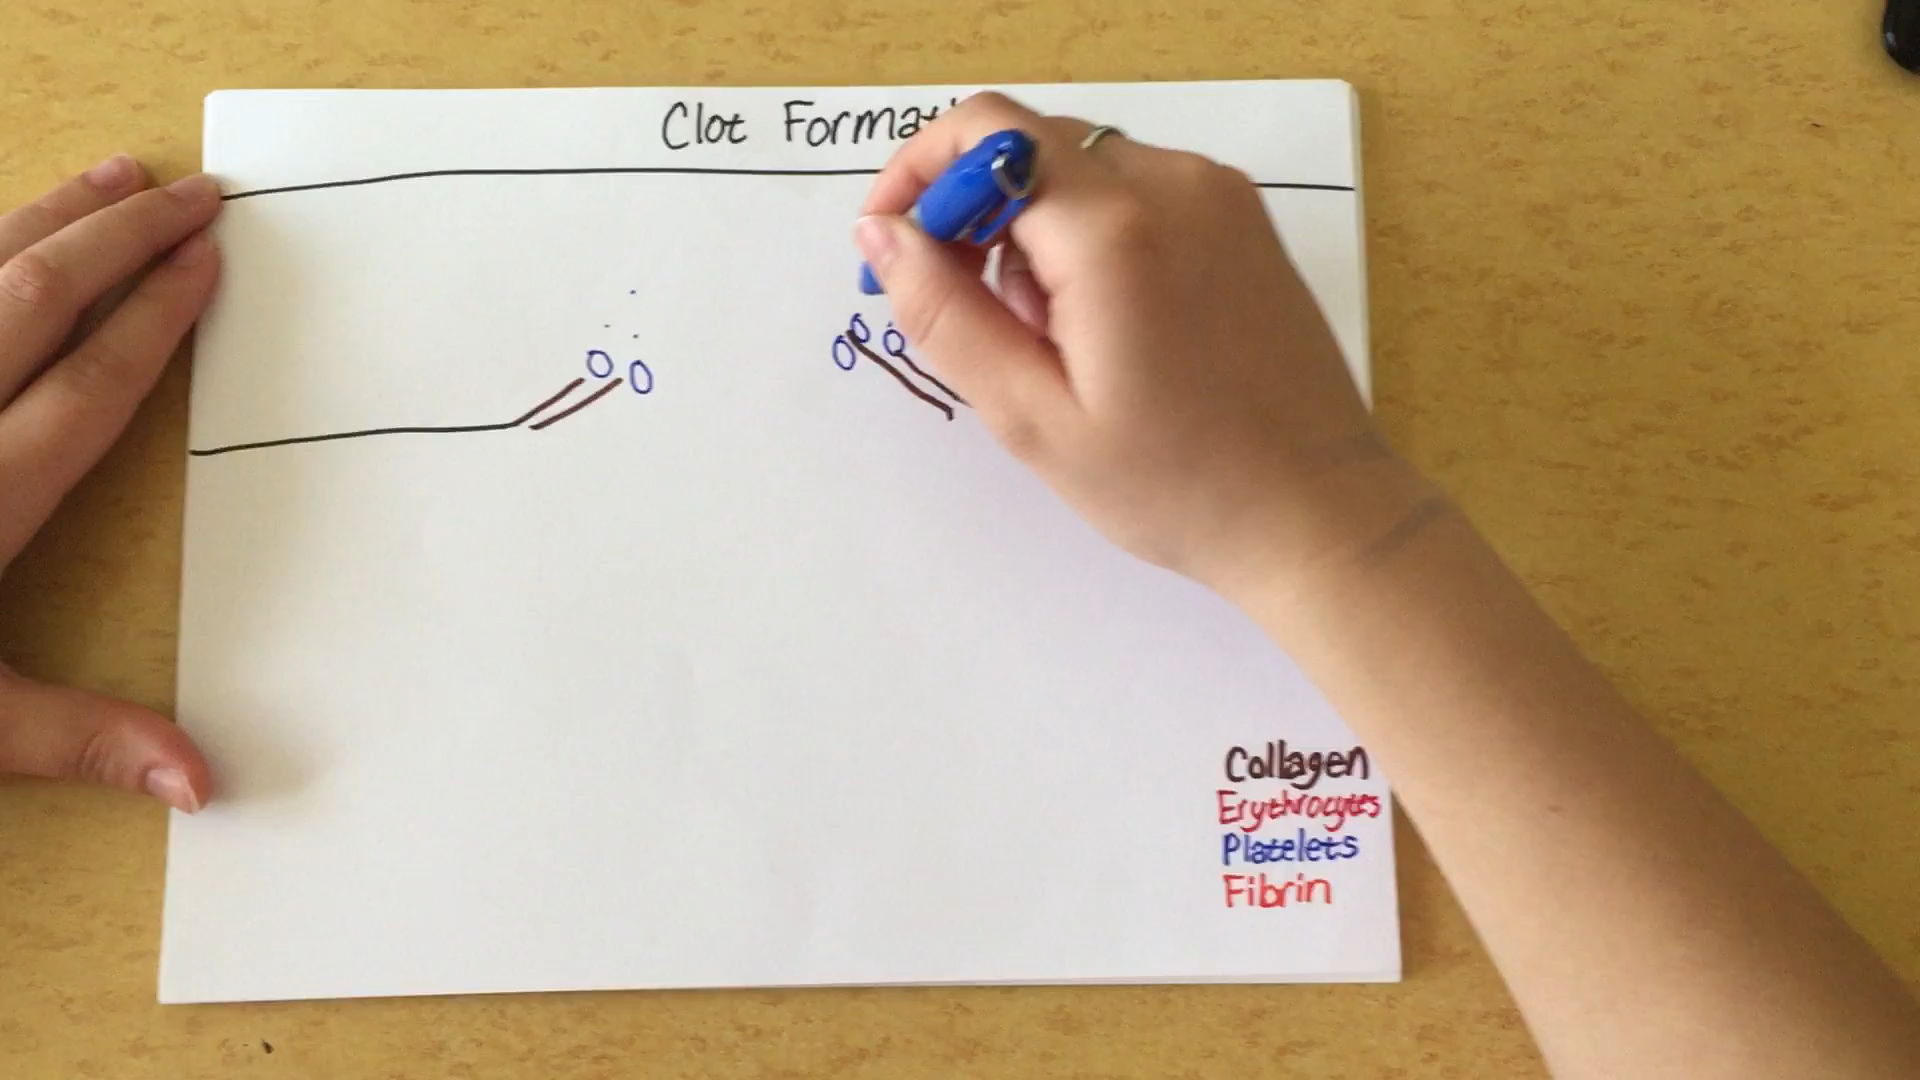 Clot Format
Collagen
Erythrocytes
Platelets
Fibrin